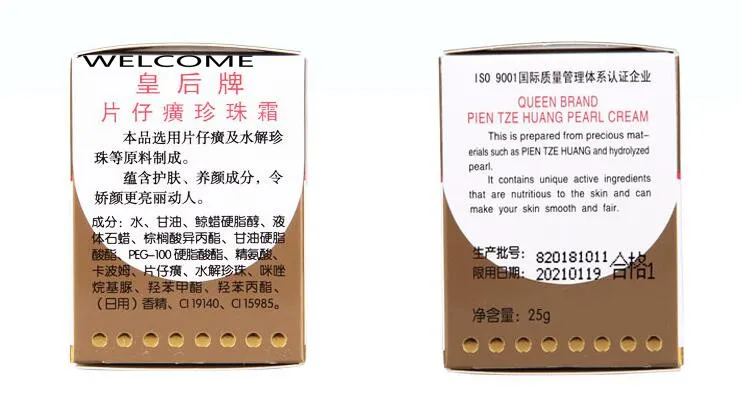 WELCOME
皇后牌
片仔癀珍珠霜
本品选用片仔癀及水解珍
珠等原料制成。
蕴含护肤、养颜成分，令
娇颜更亮丽动人。
成分：水、甘油、鲸蜡硬脂醇、液
体石蜡、棕榈酸异丙酯、甘油硬脂
酸酯、PEG-100硬脂酸酯、精氨酸、
卡波姆、片仔癀、水解珍珠、咪唑
烷基脲、羟苯甲酯、羟苯丙酯、
（日用）香精、CI 19140、CI 15985。
ISO 9001国际质量管理体系认证企业
QUEEN BRAND
PIEN TZE HUANG PEARL CREAM
This is prepared from precious mat-
erials such as PIEN TZE HUANG and hydrolyzed
pearl.
It contains unique active ingredients
that are nutritious to the skin and can
make your skin smooth and fair.
生产批号：820181011
限用日期：20210119 合格1
净含量：25g